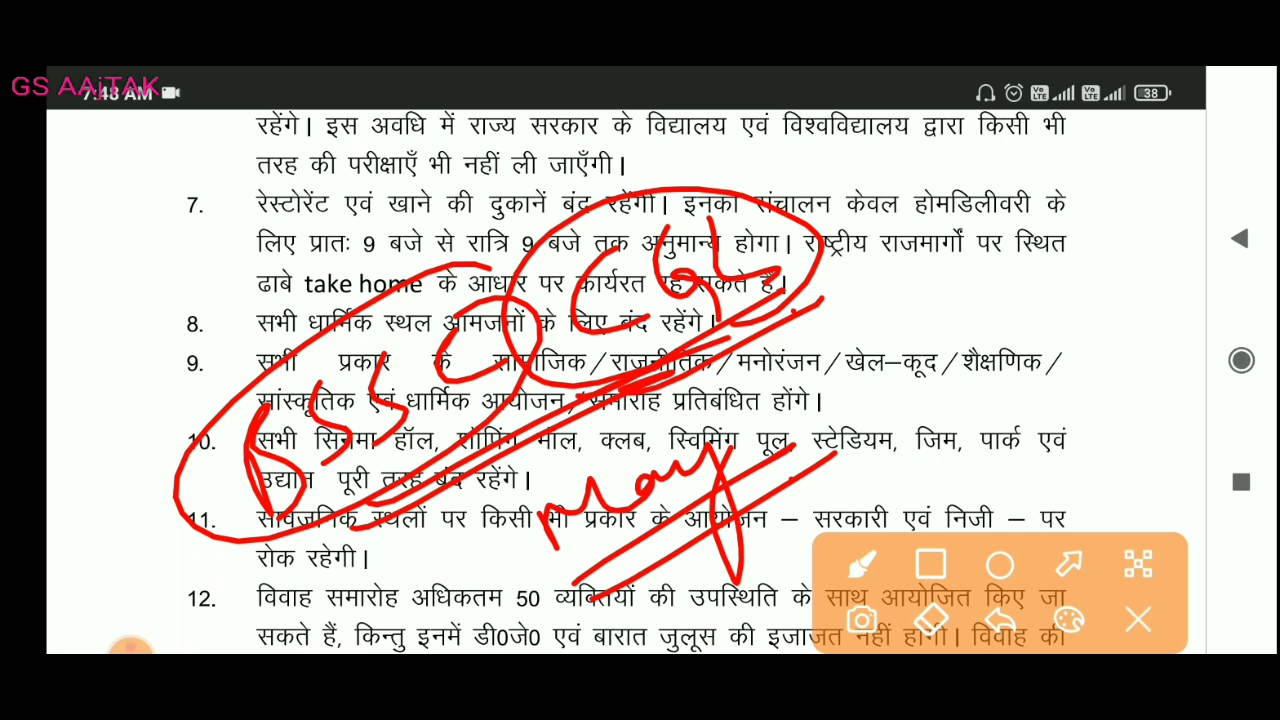 GS AAjTAK
7:48 AM
38
रहेंगे। इस अवधि में राज्य सरकार के विद्यालय एवं विश्वविद्यालय द्वारा किसी भी
तरह की परीक्षाएँ भी नहीं ली जाएँगी।
7. रेस्टोरेंट एवं खाने की दुकानें बंद रहेंगी। इनका संचालन केवल होमडिलीवरी के
लिए प्रातः 9 बजे से रात्रि 9 बजे तक अनुमान्य होगा। राष्ट्रीय राजमार्गों पर स्थित
ढाबे take home के आधार पर कार्यरत रह सकते हैं।
8. सभी धार्मिक स्थल आमजनों के लिए बंद रहेंगे।
9. सभी प्रकार के सामाजिक/राजनीतिक/मनोरंजन/खेल–कूद/शैक्षणिक/
सांस्कृतिक एवं धार्मिक आयोजन/समारोह प्रतिबंधित होंगे।
10. सभी सिनेमा हॉल, शॉपिंग मॉल, क्लब, स्विमिंग पूल, स्टेडियम, जिम, पार्क एवं
उद्यान पूरी तरह बंद रहेंगे।
11. सार्वजनिक स्थलों पर किसी भी प्रकार के आयोजन – सरकारी एवं निजी – पर
रोक रहेगी।
12. विवाह समारोह अधिकतम 50 व्यक्तियों की उपस्थिति के साथ आयोजित किए जा
सकते हैं, किन्तु इनमें डी0जे0 एवं बारात जुलूस की इजाजत नहीं होगी। विवाह की
BSSC CGL
May